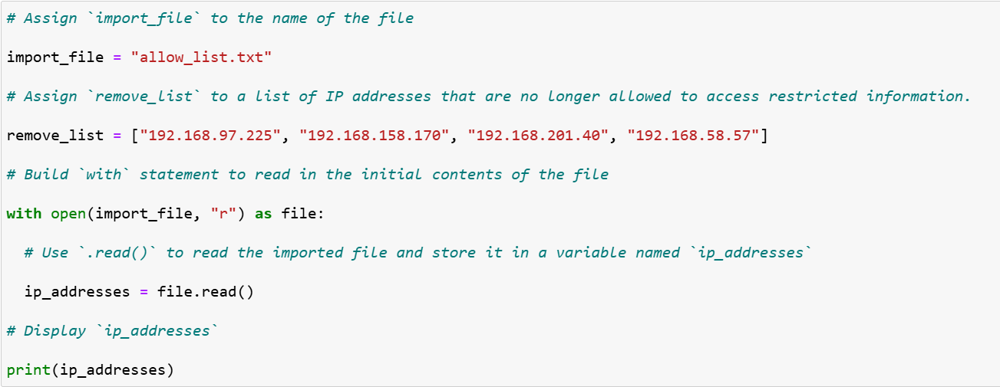 # Assign `import_file` to the name of the file
import_file = "allow_list.txt"
# Assign `remove_list` to a list of IP addresses that are no longer allowed to access restricted information.
remove_list = ["192.168.97.225", "192.168.158.170", "192.168.201.40", "192.168.58.57"]
# Build `with` statement to read in the initial contents of the file
with open(import_file, "r") as file:
  # Use `.read()` to read the imported file and store it in a variable named `ip_addresses`
  ip_addresses = file.read()
# Display `ip_addresses`
print(ip_addresses)